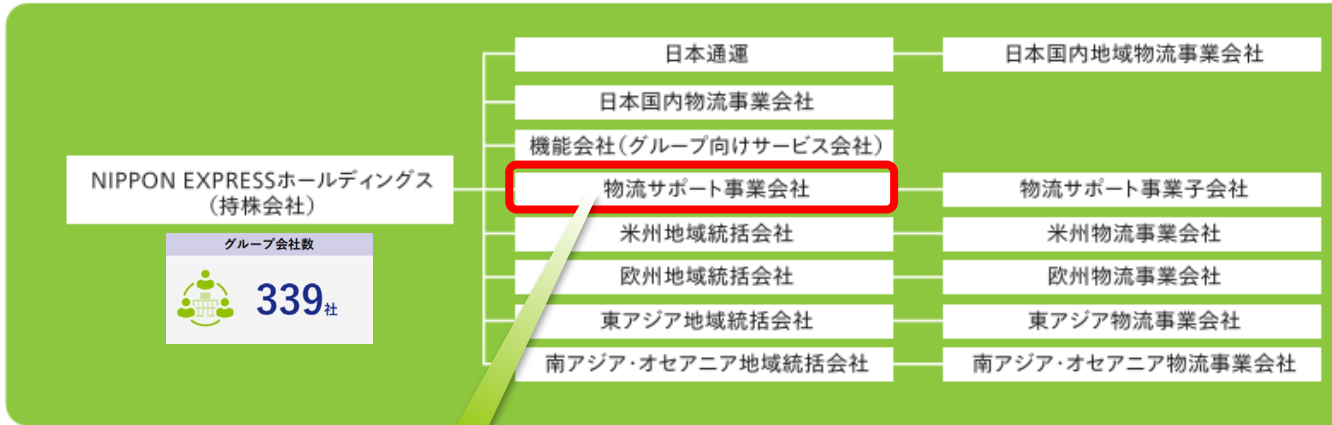 日本通運
日本国内地域物流事業会社
日本国内物流事業会社
機能会社(グループ向けサービス会社)
NIPPON EXPRESSホールディングス
(持株会社)
物流サポート事業会社
物流サポート事業子会社
グループ会社数
339社
米州地域統括会社
米州物流事業会社
欧州地域統括会社
欧州物流事業会社
東アジア地域統括会社
東アジア物流事業会社
南アジア・オセアニア地域統括会社
南アジア・オセアニア物流事業会社